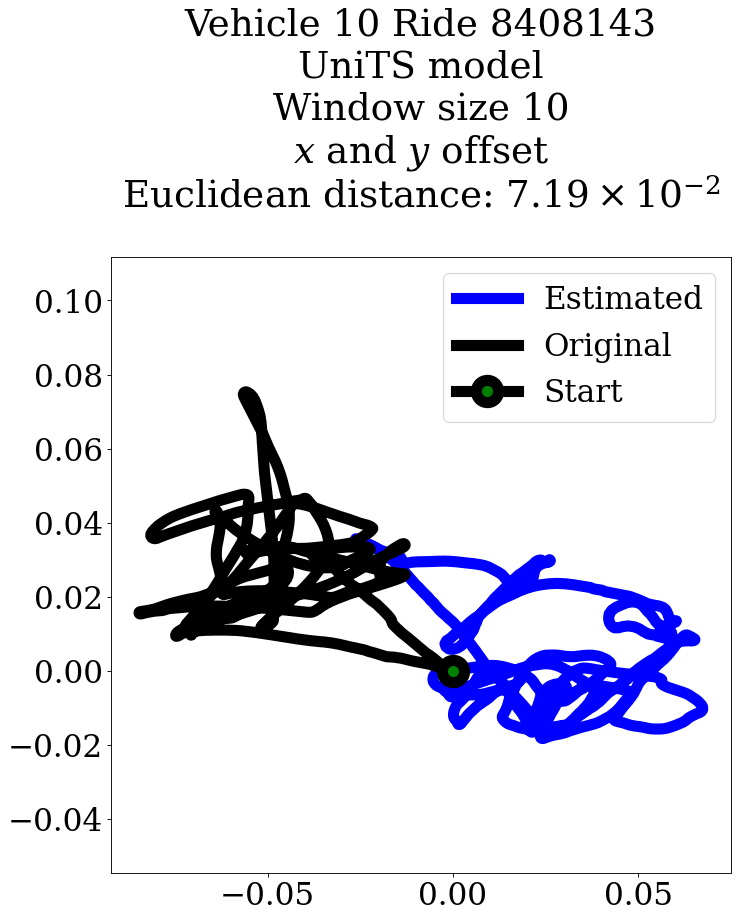 Vehicle 10 Ride 8408143
UniTS model
Window size 10
x and y offset
Euclidean distance: 7.19 × 10⁻²
Estimated
Original
Start
0.10
0.08
0.06
0.04
0.02
0.00
−0.02
−0.04
−0.05 0.00 0.05